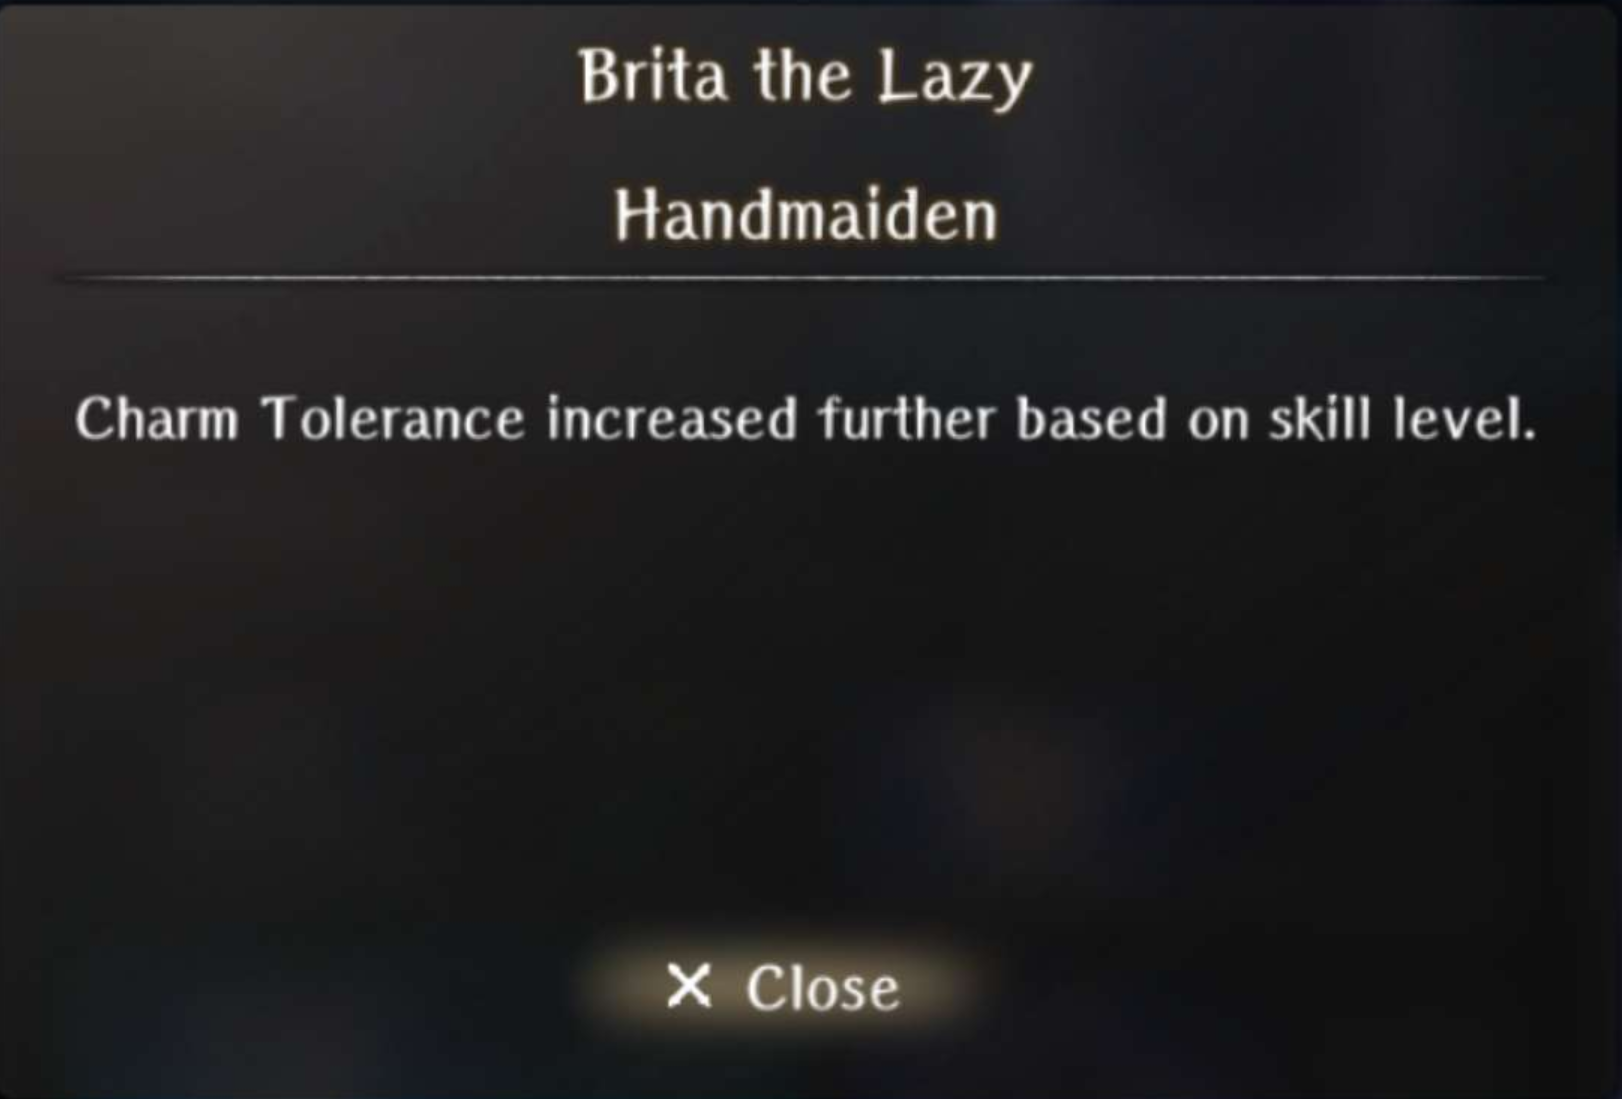 Brita the Lazy
Handmaiden
Charm Tolerance increased further based on skill level.
✕ Close